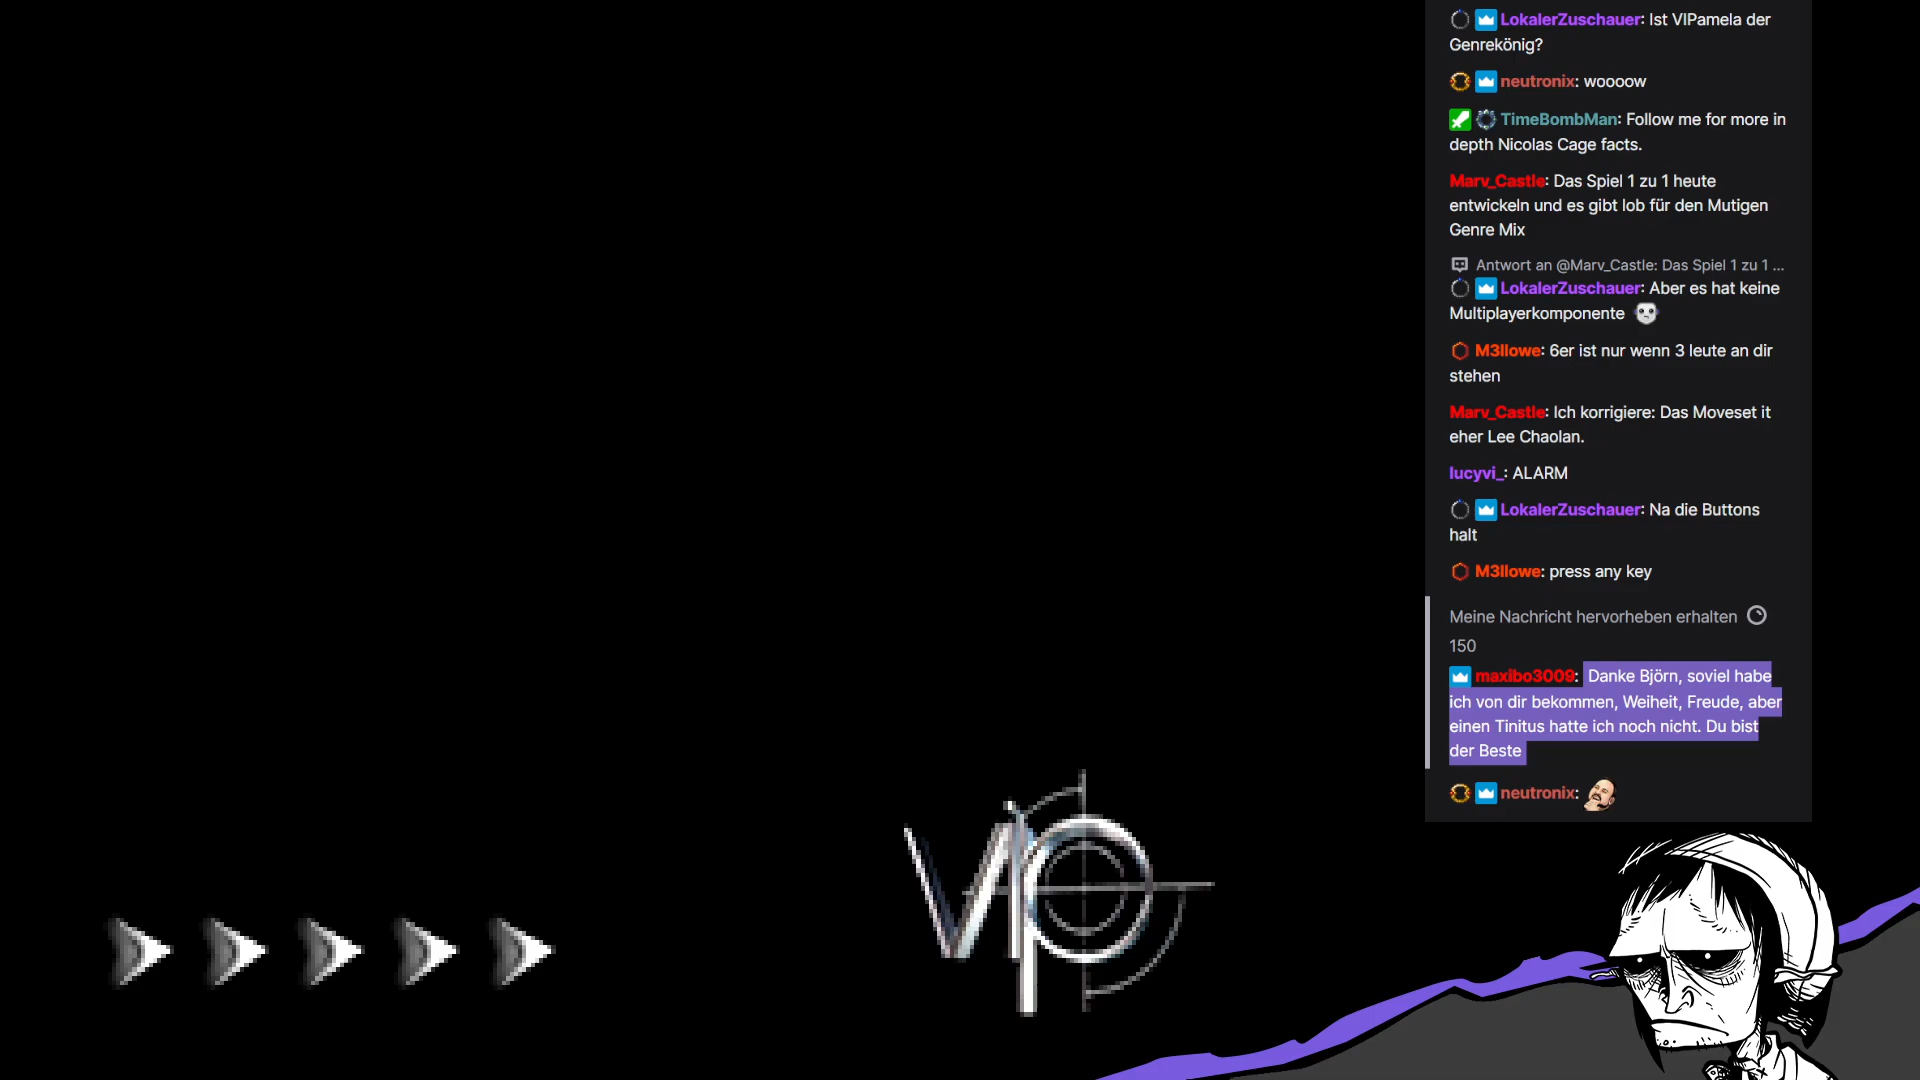 LokalerZuschauer: Ist VIPamela der
Genrekönig?
neutronix: woooow
TimeBombMan: Follow me for more in
depth Nicolas Cage facts.
Marv_Castle: Das Spiel 1 zu 1 heute
entwickeln und es gibt lob für den Mutigen
Genre Mix
Antwort an @Marv_Castle: Das Spiel 1 zu 1 ...
LokalerZuschauer: Aber es hat keine
Multiplayerkomponente
M3llowe: 6er ist nur wenn 3 leute an dir
stehen
Marv_Castle: Ich korrigiere: Das Moveset it
eher Lee Chaolan.
lucyvi_: ALARM
LokalerZuschauer: Na die Buttons
halt
M3llowe: press any key
Meine Nachricht hervorheben erhalten
150
maxibo3009: Danke Björn, soviel habe
ich von dir bekommen, Weiheit, Freude, aber
einen Tinitus hatte ich noch nicht. Du bist
der Beste
neutronix:
vip